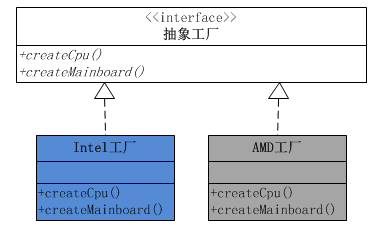 <<interface>>
抽象工厂
+createCpu()
+createMainboard()
Intel工厂
+createCpu()
+createMainboard()
AMD工厂
+createCpu()
+createMainboard()